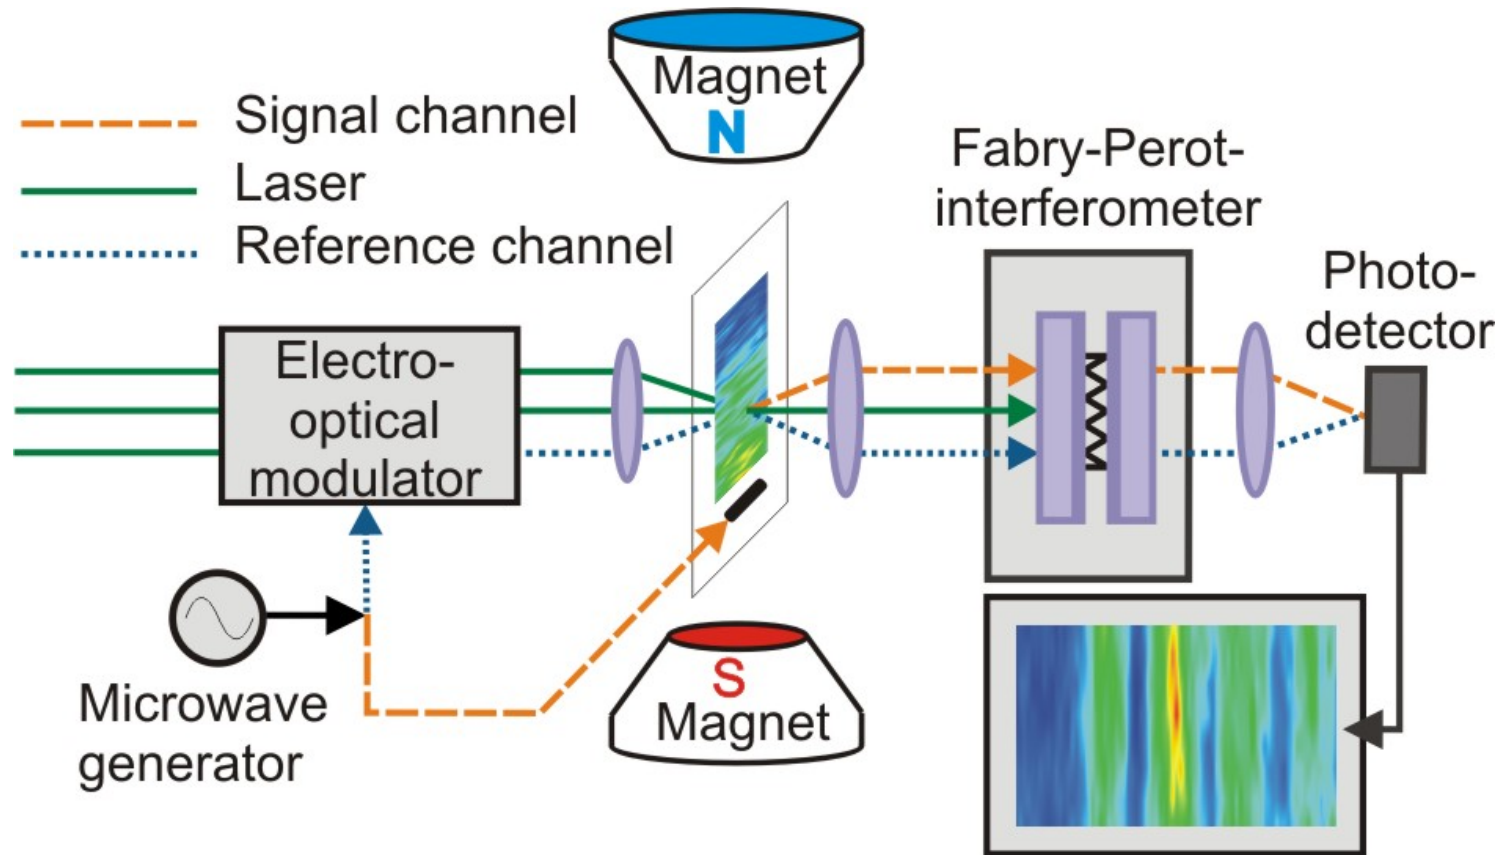 Magnet
N
Signal channel
Laser
Reference channel
Fabry-Perot-
interferometer
Photo-
detector
Electro-
optical
modulator
Microwave
generator
S
Magnet